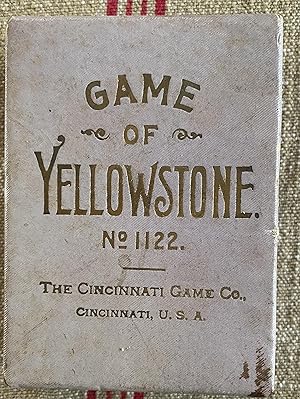 GAME
OF
YELLOWSTONE.
No 1122.
THE CINCINNATI GAME CO.,
CINCINNATI, U. S. A.